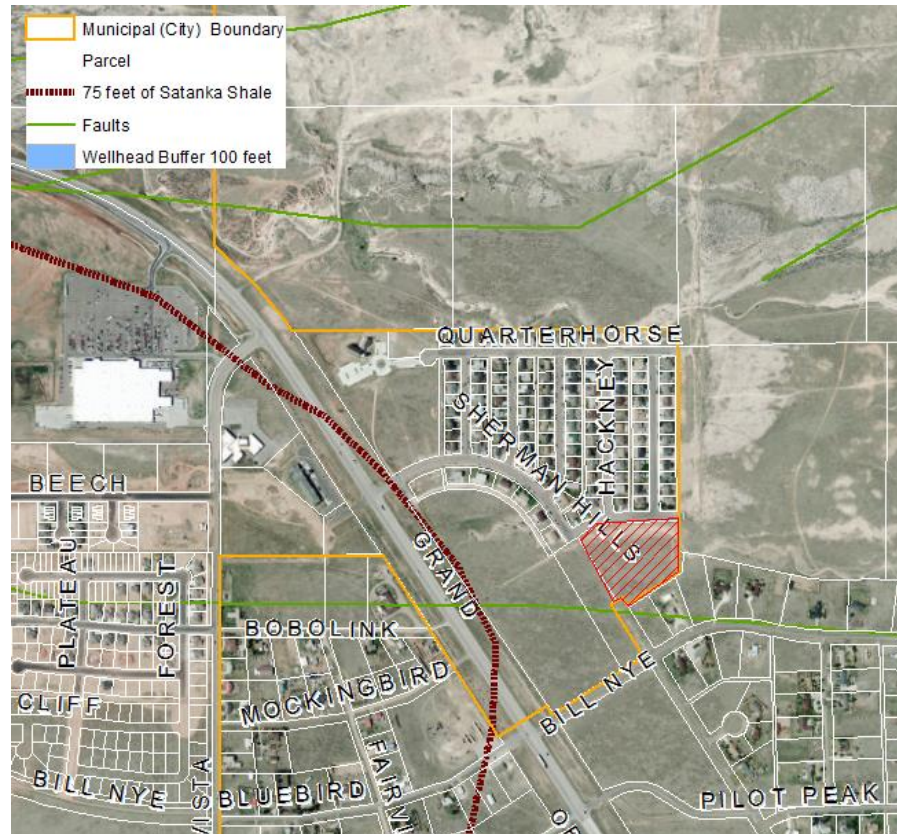 Municipal (City) Boundary
Parcel
75 feet of Satanka Shale
Faults
Wellhead Buffer 100 feet
QUARTERHORSE
SHERMAN HILLS
HACKNEY
BEECH
PLATEAU
FOREST
GRAND
BOBOLINK
MOCKINGBIRD
CLIFF
BILL NYE
BILL NYE
BLUEBIRD
FAIRVI
VISTA
PILOT PEAK